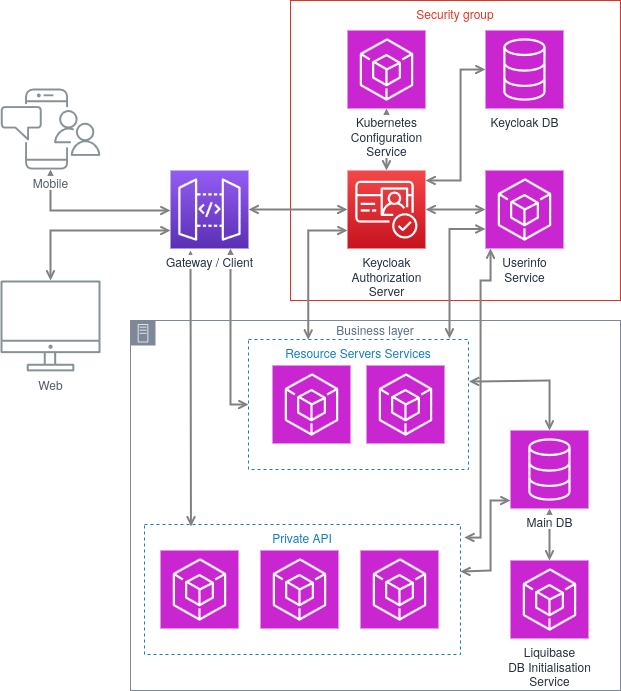 Security group
Kubernetes
Configuration
Service
Keycloak DB
Mobile
Gateway / Client
Keycloak
Authorization
Server
Userinfo
Service
Web
Business layer
Resource Servers Services
Main DB
Private API
Liquibase
DB Initialisation
Service